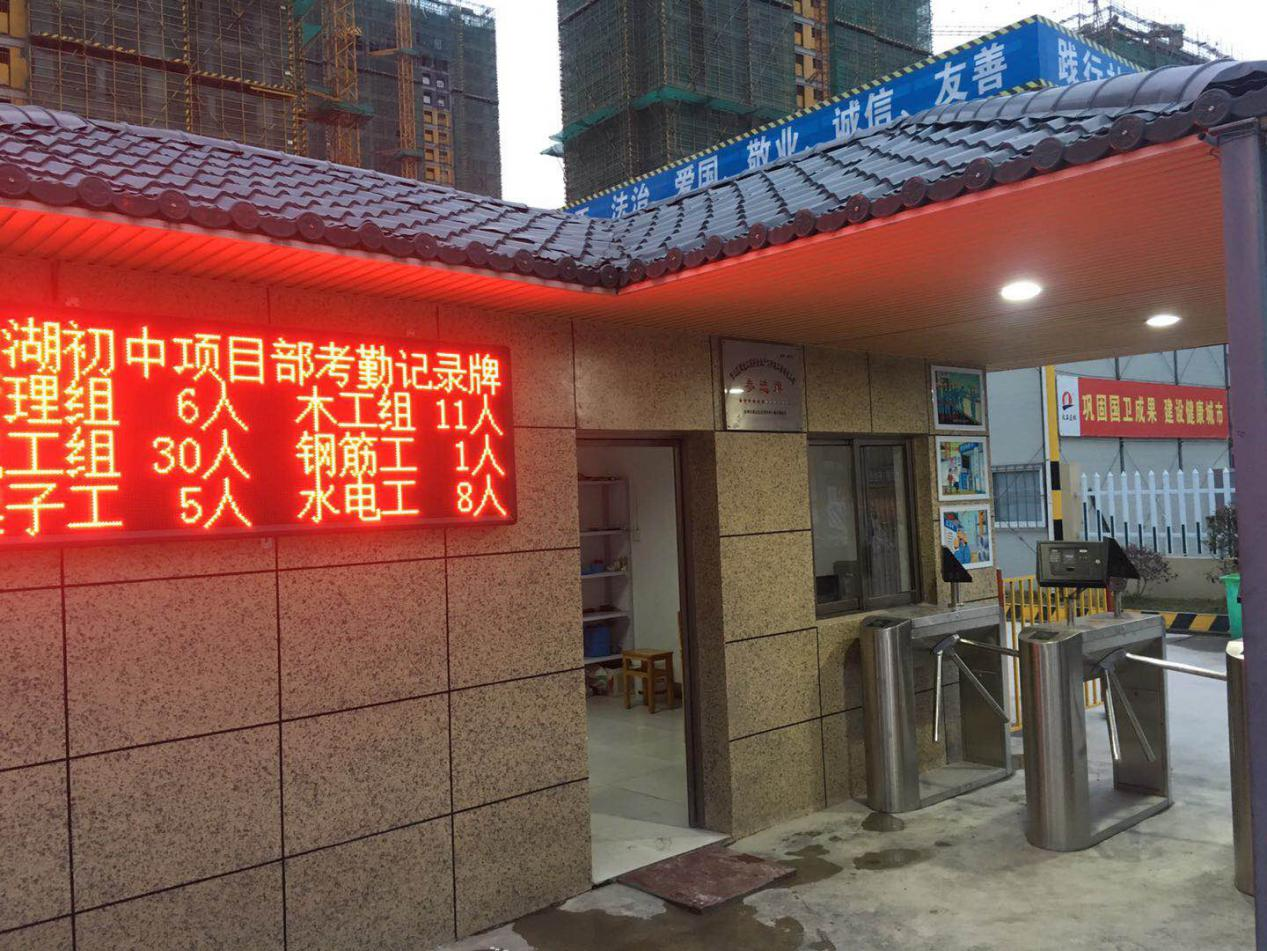 法治 爱国 敬业、诚信、友善
践行
湖初中项目部考勤记录牌
理组 6人 木工组 11人
工组 30人 钢筋工 1人
子工 5人 水电工 8人
巩固国卫成果 建设健康城市